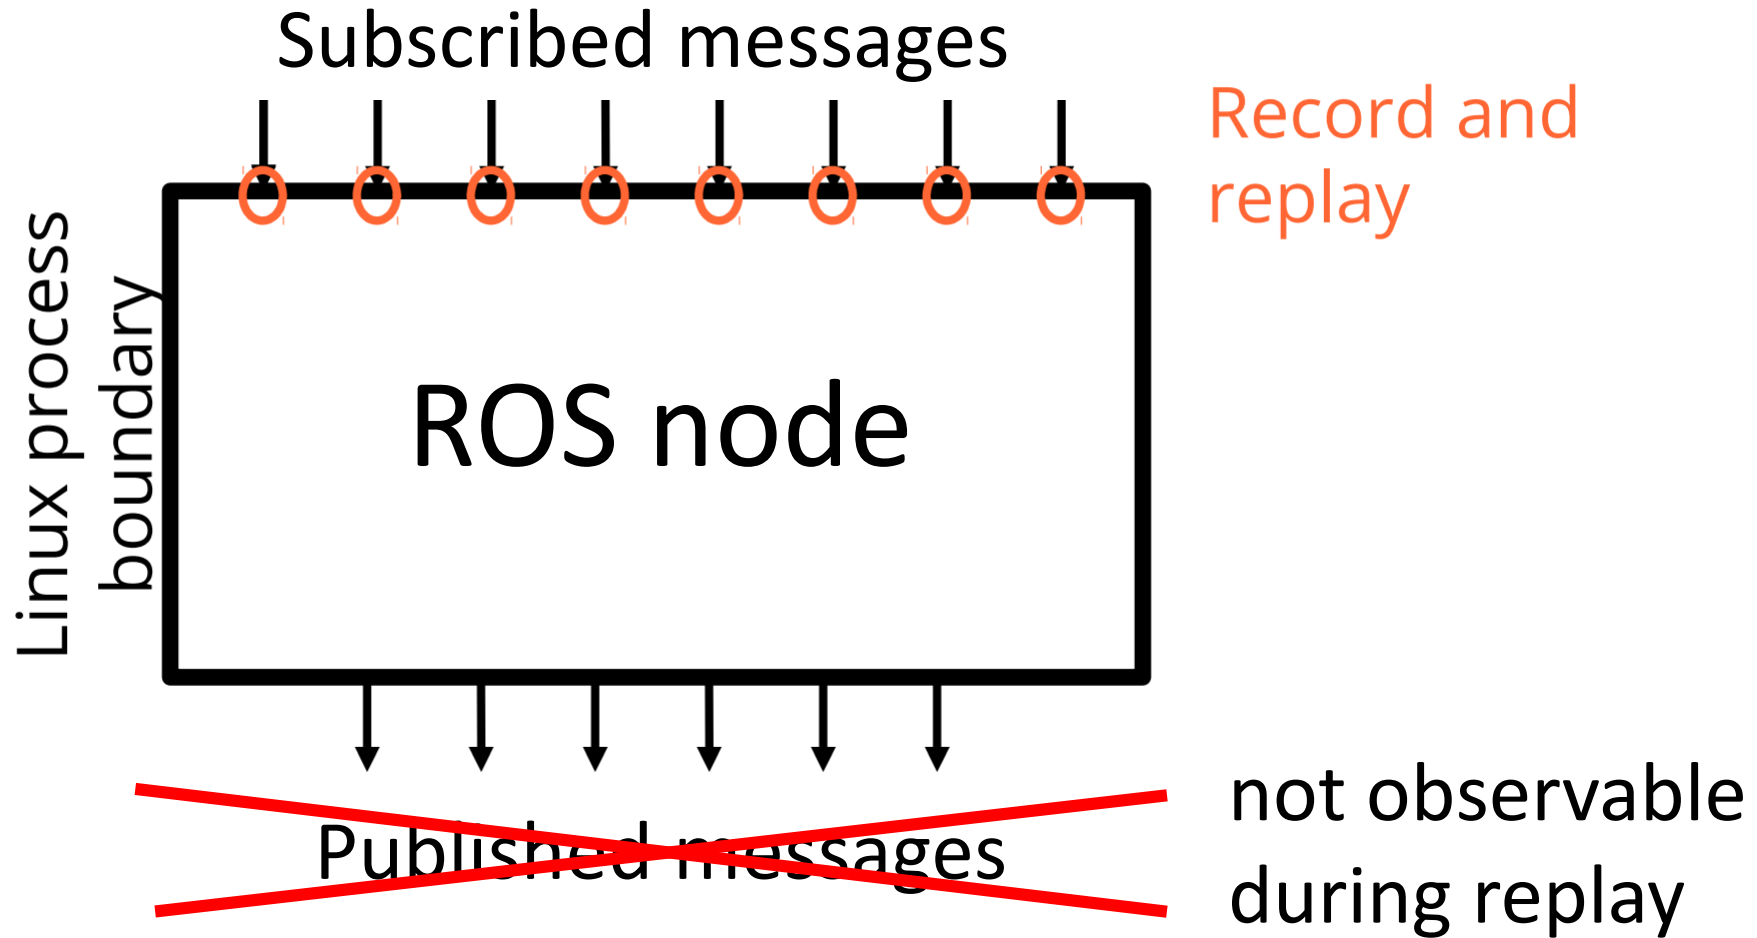 Subscribed messages
Record and
replay
Linux process
boundary
ROS node
Published messages
not observable
during replay